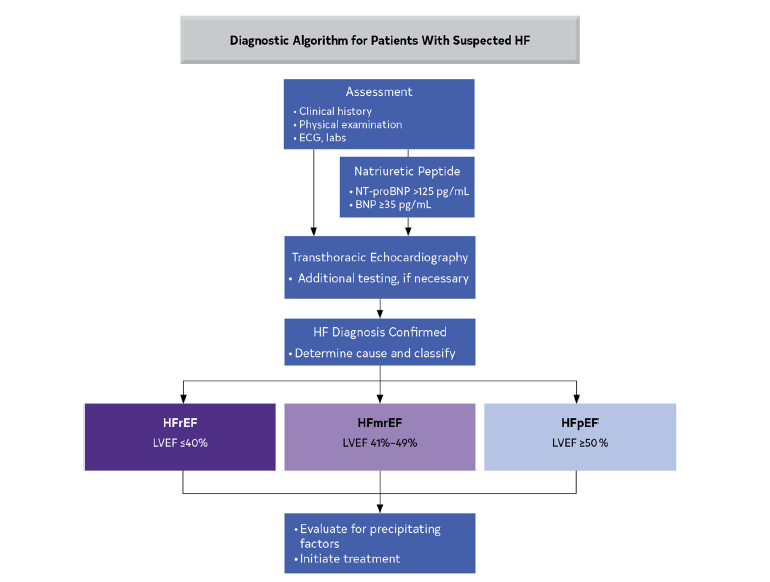 Diagnostic Algorithm for Patients With Suspected HF
Assessment
• Clinical history
• Physical examination
• ECG, labs
Natriuretic Peptide
• NT-proBNP >125 pg/mL
• BNP ≥35 pg/mL
Transthoracic Echocardiography
• Additional testing, if necessary
HF Diagnosis Confirmed
• Determine cause and classify
HFrEF
LVEF ≤40%
HFmrEF
LVEF 41%–49%
HFpEF
LVEF ≥50%
• Evaluate for precipitating
factors
• Initiate treatment